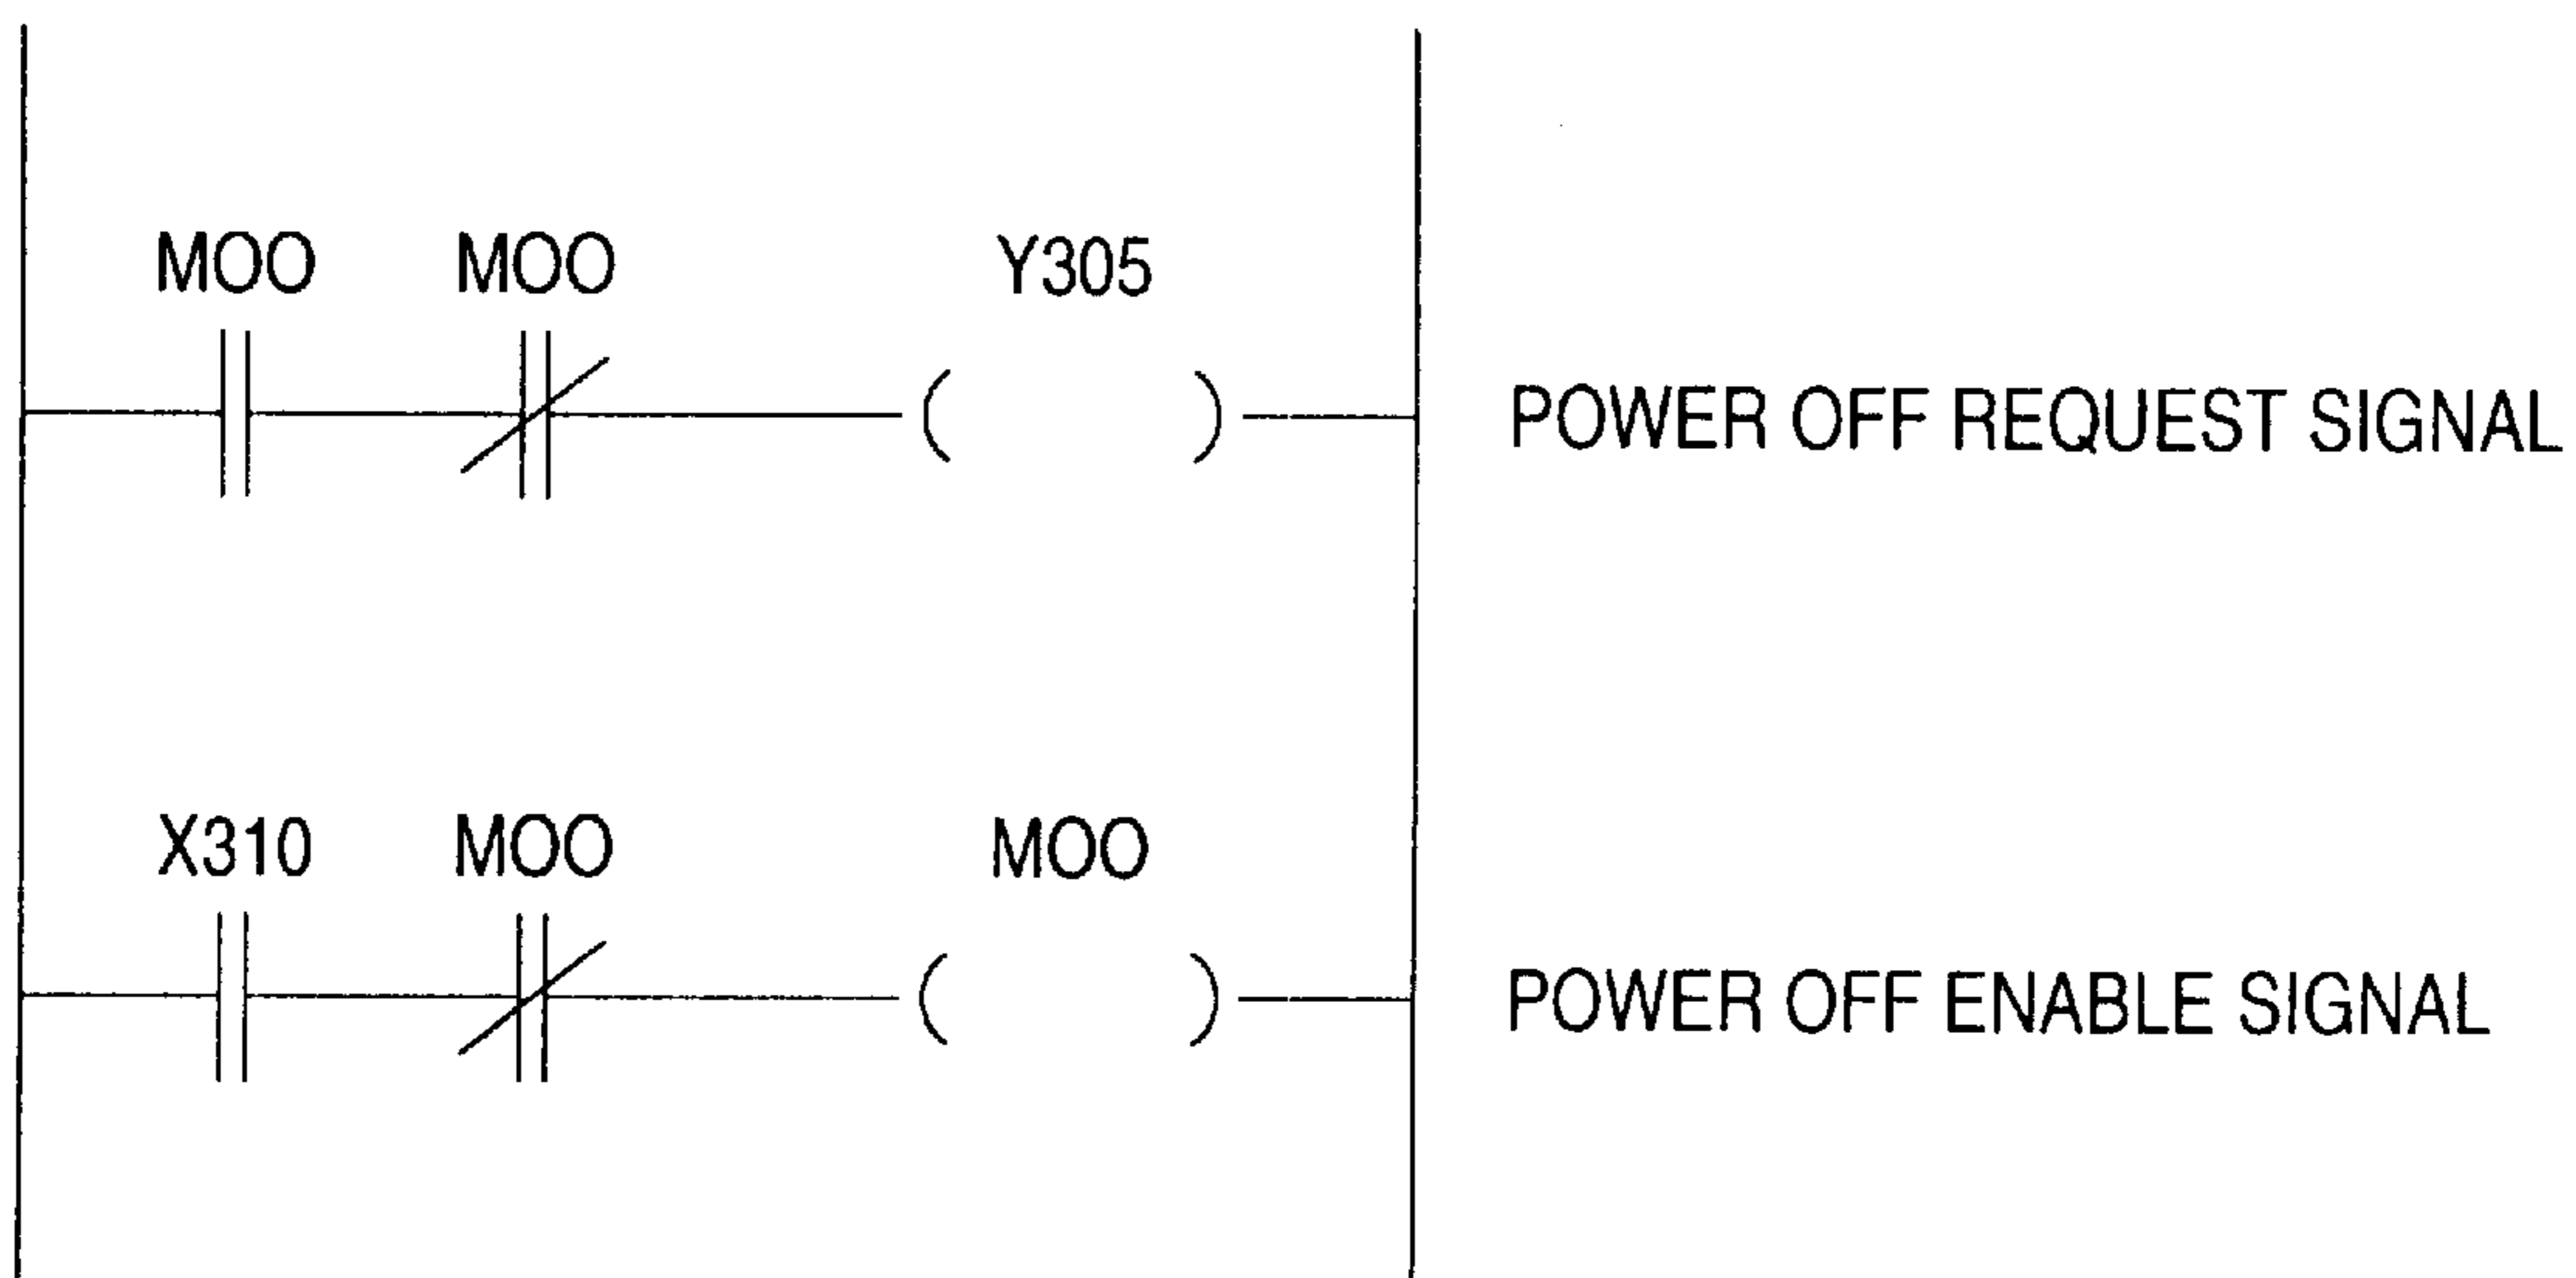 MOO MOO Y305
POWER OFF REQUEST SIGNAL
X310 MOO MOO
POWER OFF ENABLE SIGNAL